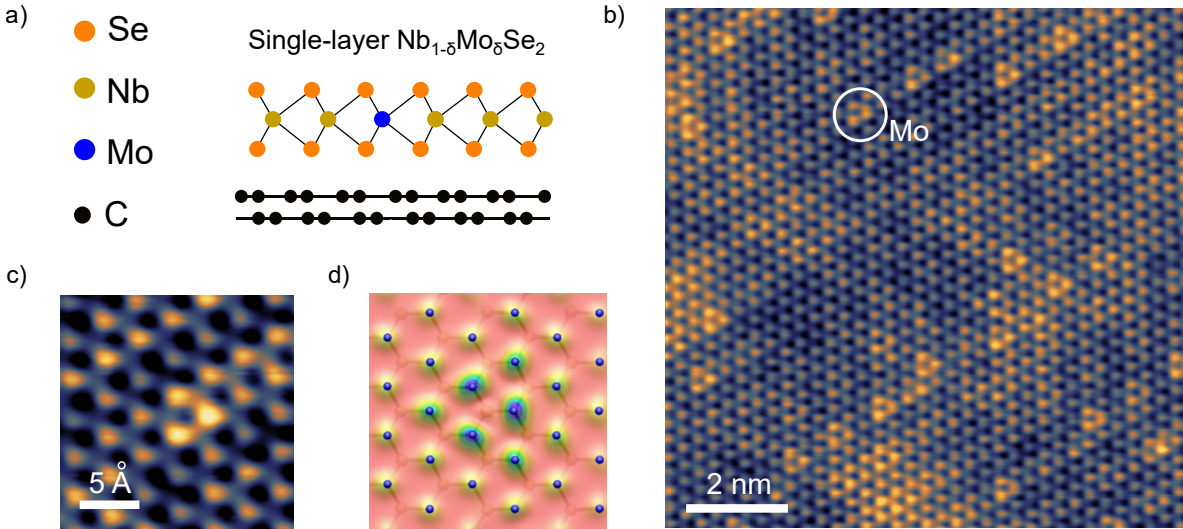 a)
Se
Nb
Mo
C
Single-layer Nb₁₋δMoδSe₂
b)
Mo
2 nm
c)
5 Å
d)